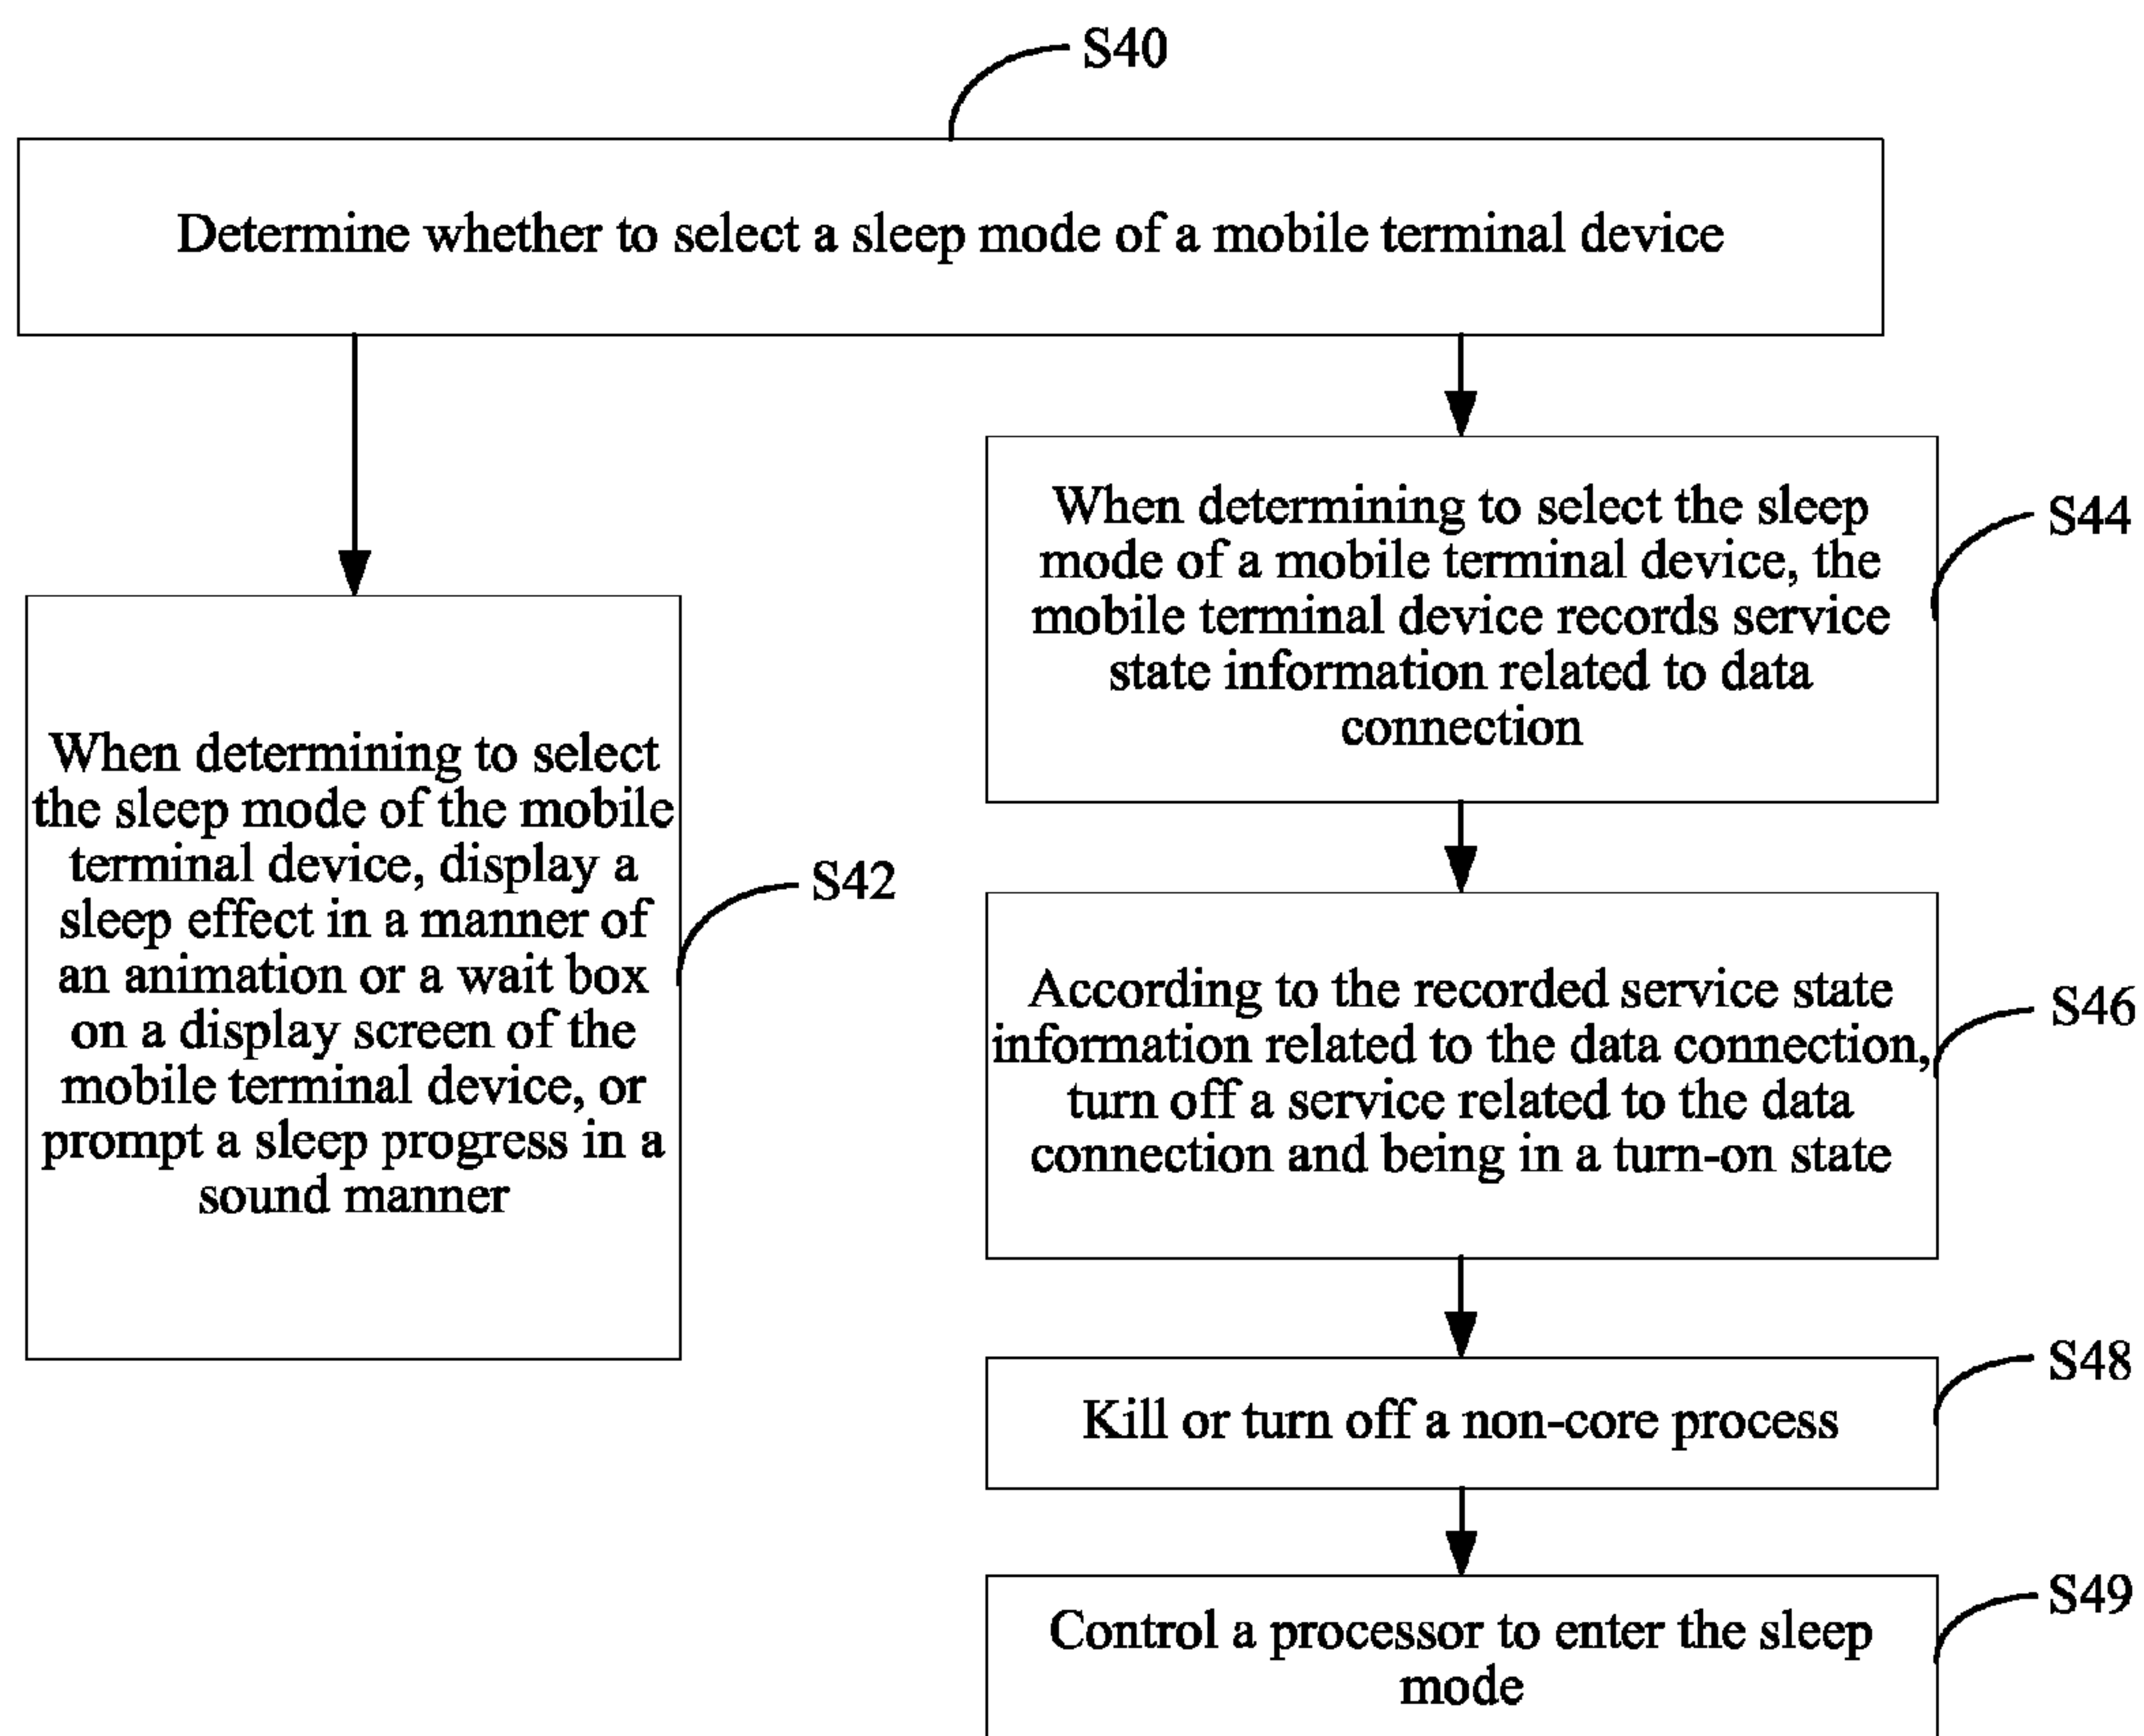 S40
Determine whether to select a sleep mode of a mobile terminal device
When determining to select
the sleep mode of the mobile
terminal device, display a
sleep effect in a manner of
an animation or a wait box
on a display screen of the
mobile terminal device, or
prompt a sleep progress in a
sound manner
S42
When determining to select the sleep
mode of a mobile terminal device, the
mobile terminal device records service
state information related to data
connection
S44
According to the recorded service state
information related to the data connection,
turn off a service related to the data
connection and being in a turn-on state
S46
Kill or turn off a non-core process
S48
Control a processor to enter the sleep
mode
S49